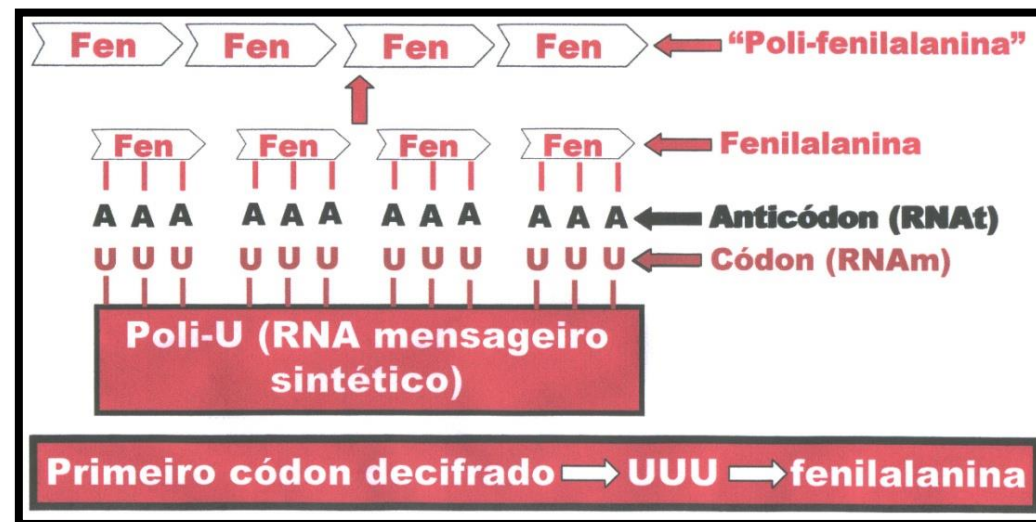 Fen Fen Fen Fen “Poli-fenilalanina”
Fen Fen Fen Fen Fenilalanina
A A A A A A A A A A A A Anticódon (RNAt)
U U U U U U U U U U U U Códon (RNAm)
Poli-U (RNA mensageiro
sintético)
Primeiro códon decifrado UUU fenilalanina